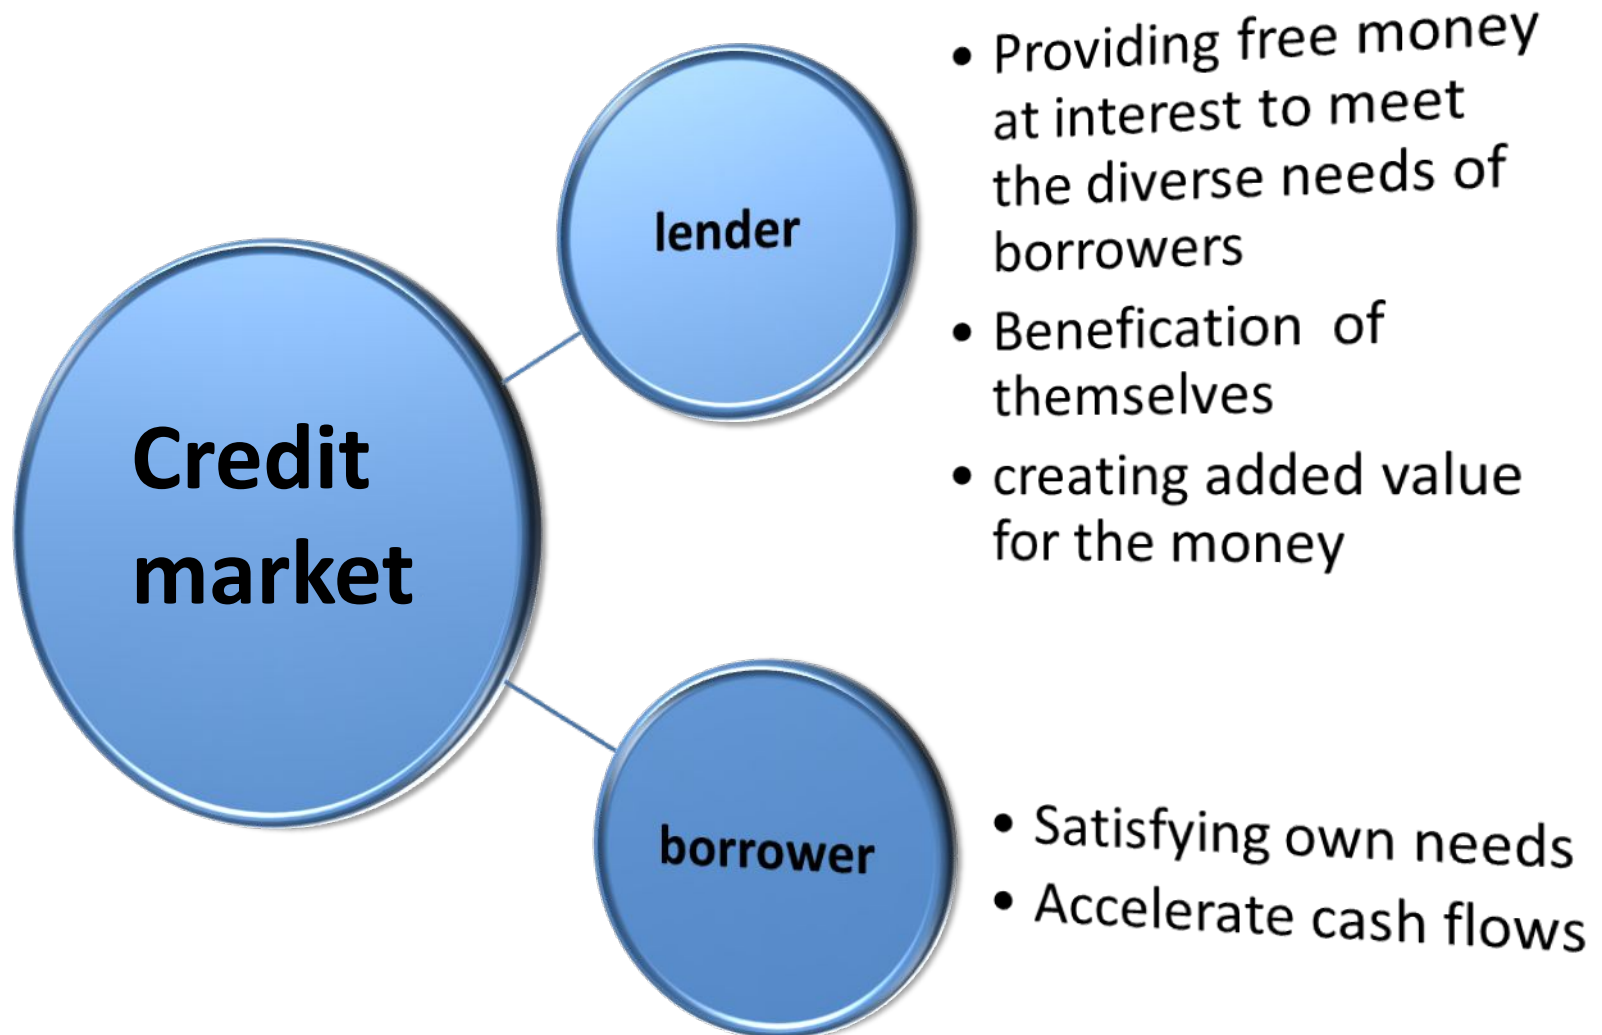 Credit
market
lender
• Providing free money
at interest to meet
the diverse needs of
borrowers
• Benefication of
themselves
• creating added value
for the money
borrower
• Satisfying own needs
• Accelerate cash flows